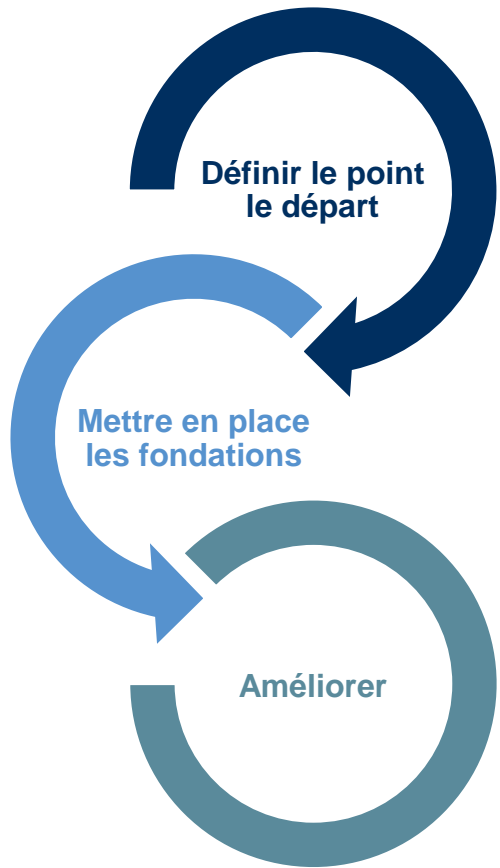 Définir le point
le départ
Mettre en place
les fondations
Améliorer